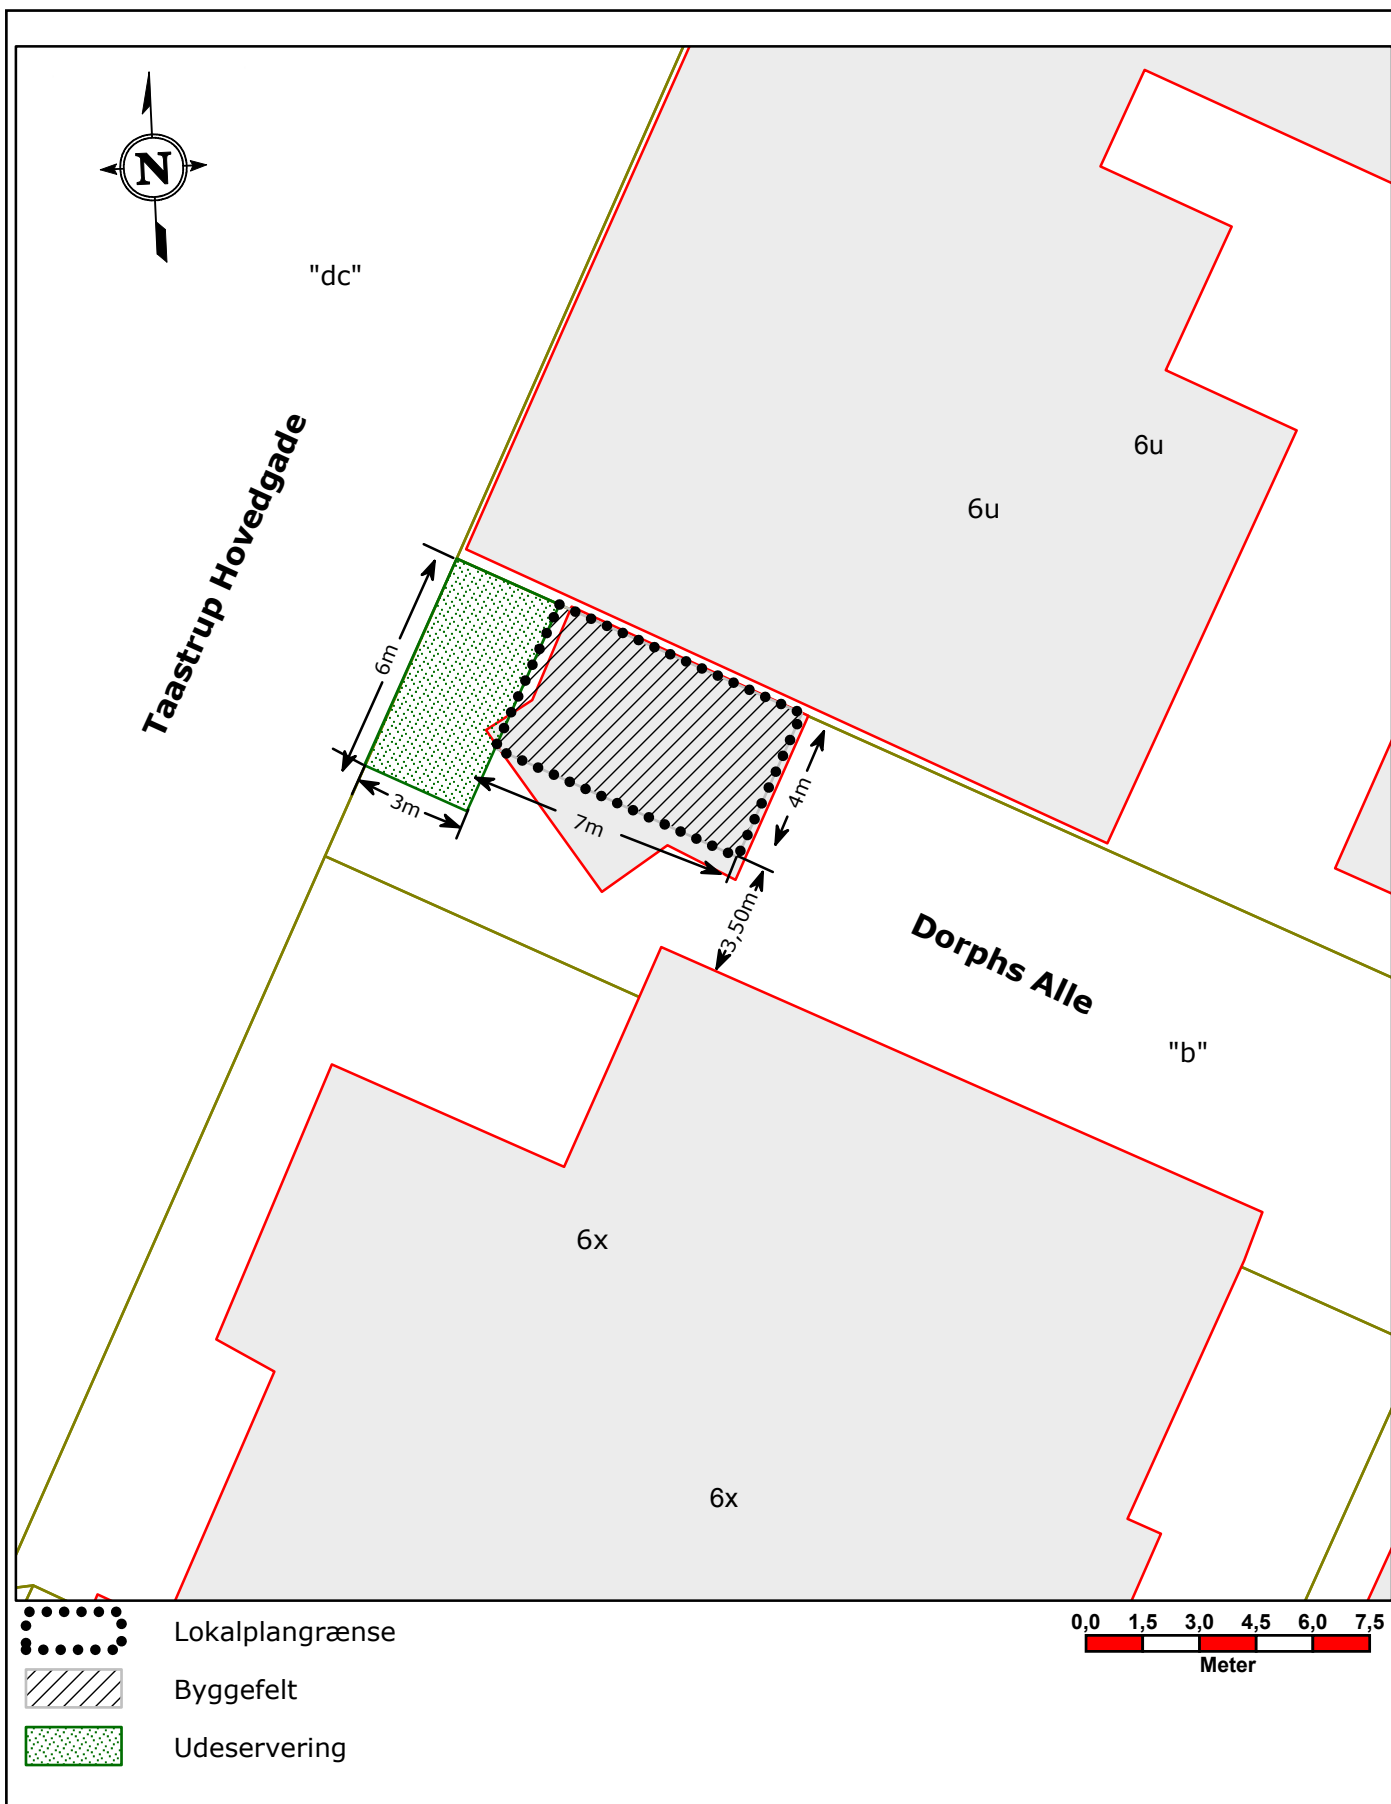 N
"dc"
Taastrup Hovedgade
6u
6u
6m
3m
7m
4m
3,50m
Dorphs Alle
"b"
6x
6x
Lokalplangrænse
Byggefelt
Udeservering
0,0 1,5 3,0 4,5 6,0 7,5
Meter